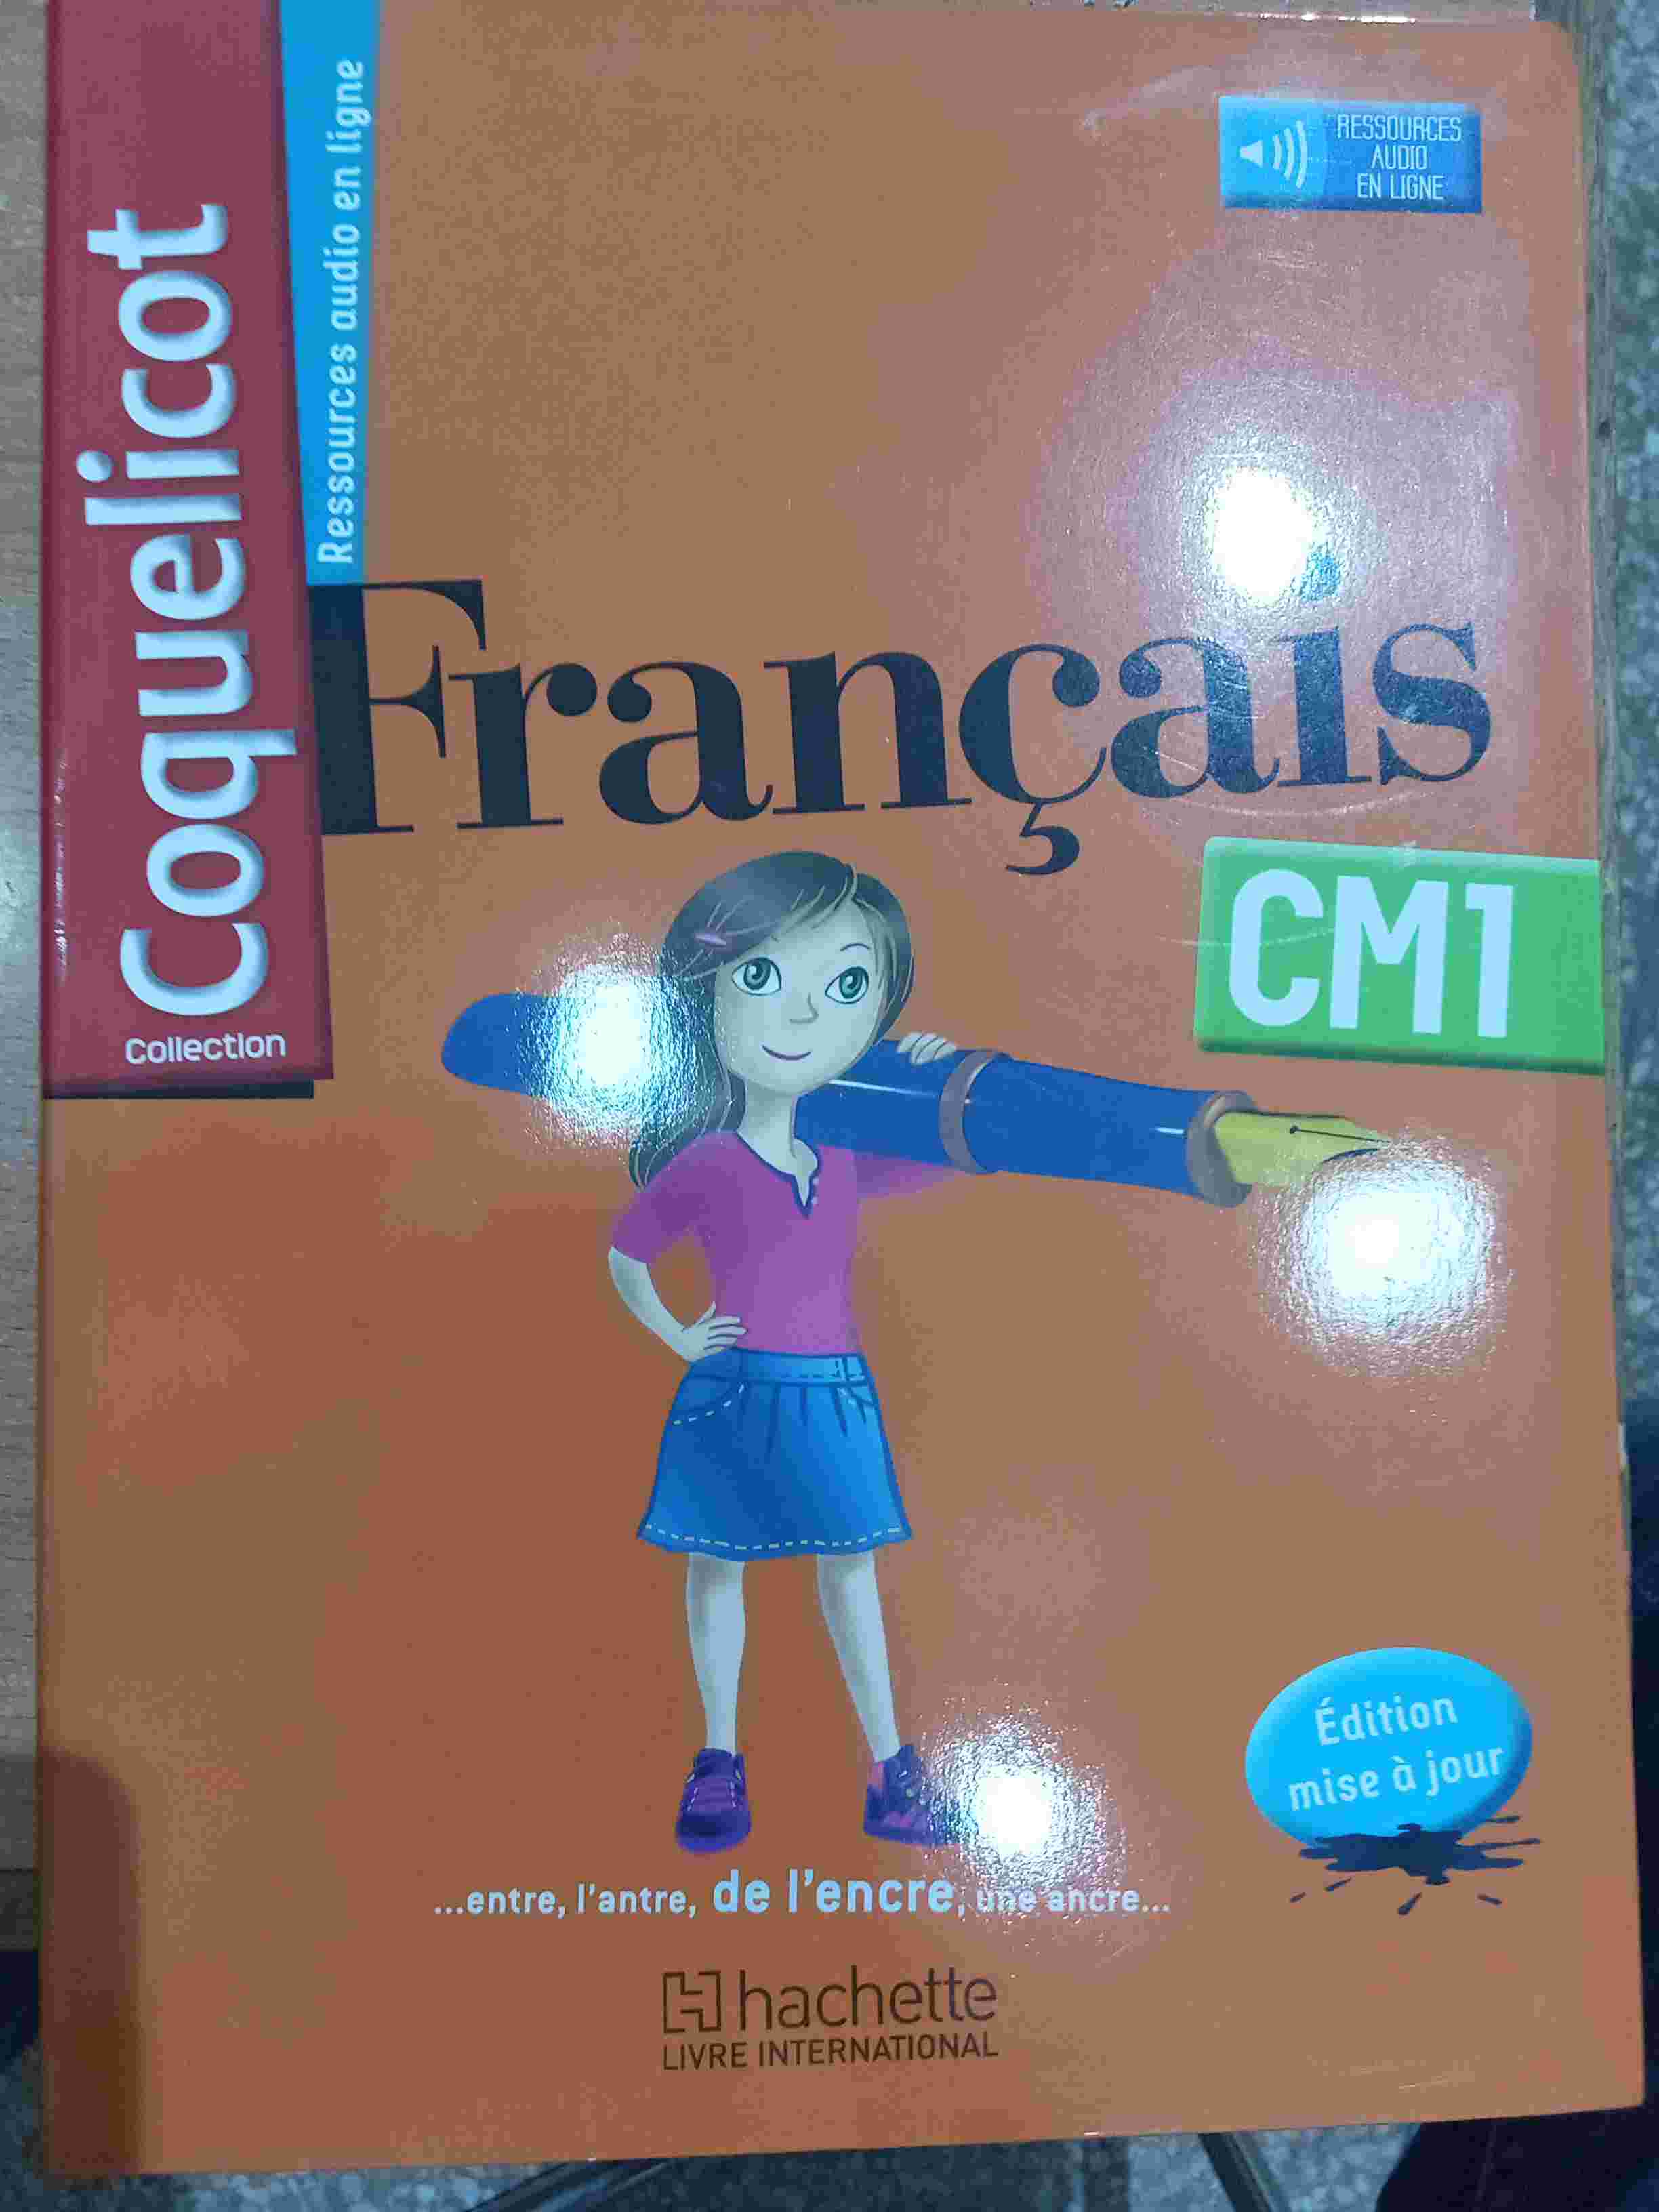 Collection Coquelicot
Ressources audio en ligne
RESSOURCES
AUDIO
EN LIGNE
Français
CM1
Édition
mise à jour
...entre, l'antre, de l'encre, une ancre...
hachette
LIVRE INTERNATIONAL